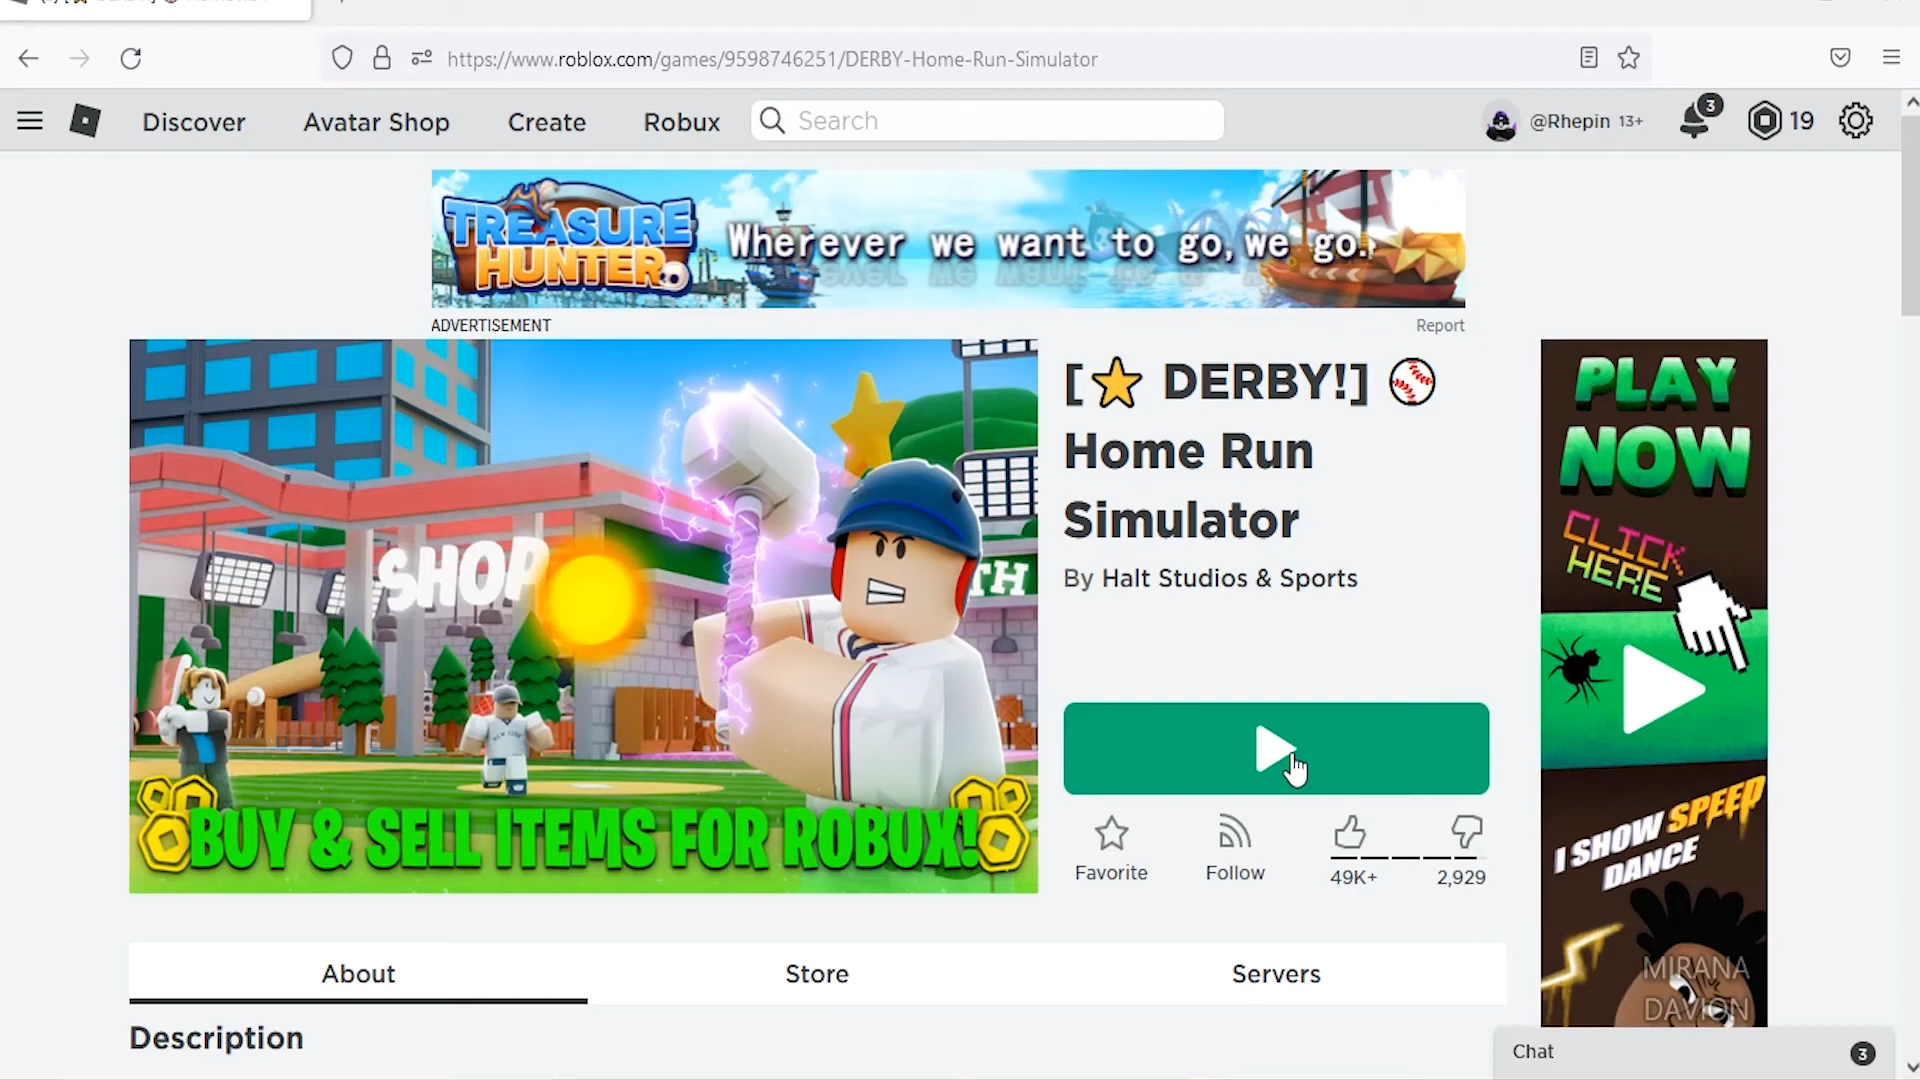 https://www.roblox.com/games/9598746251/DERBY-Home-Run-Simulator
Discover
Avatar Shop
Create
Robux
Search
@Rhepin 13+
3
19
TREASURE
HUNTER
Wherever we want to go, we go.
ADVERTISEMENT
Report
SHOP
TH
NEW YORK
BUY & SELL ITEMS FOR ROBUX!
[⭐ DERBY!] ⚾
Home Run
Simulator
By Halt Studios & Sports
Favorite
Follow
49K+
2,929
PLAY
NOW
CLICK
HERE
I SHOW SPEED
DANCE
MIRANA
DAVION
About
Store
Servers
Description
Chat
3